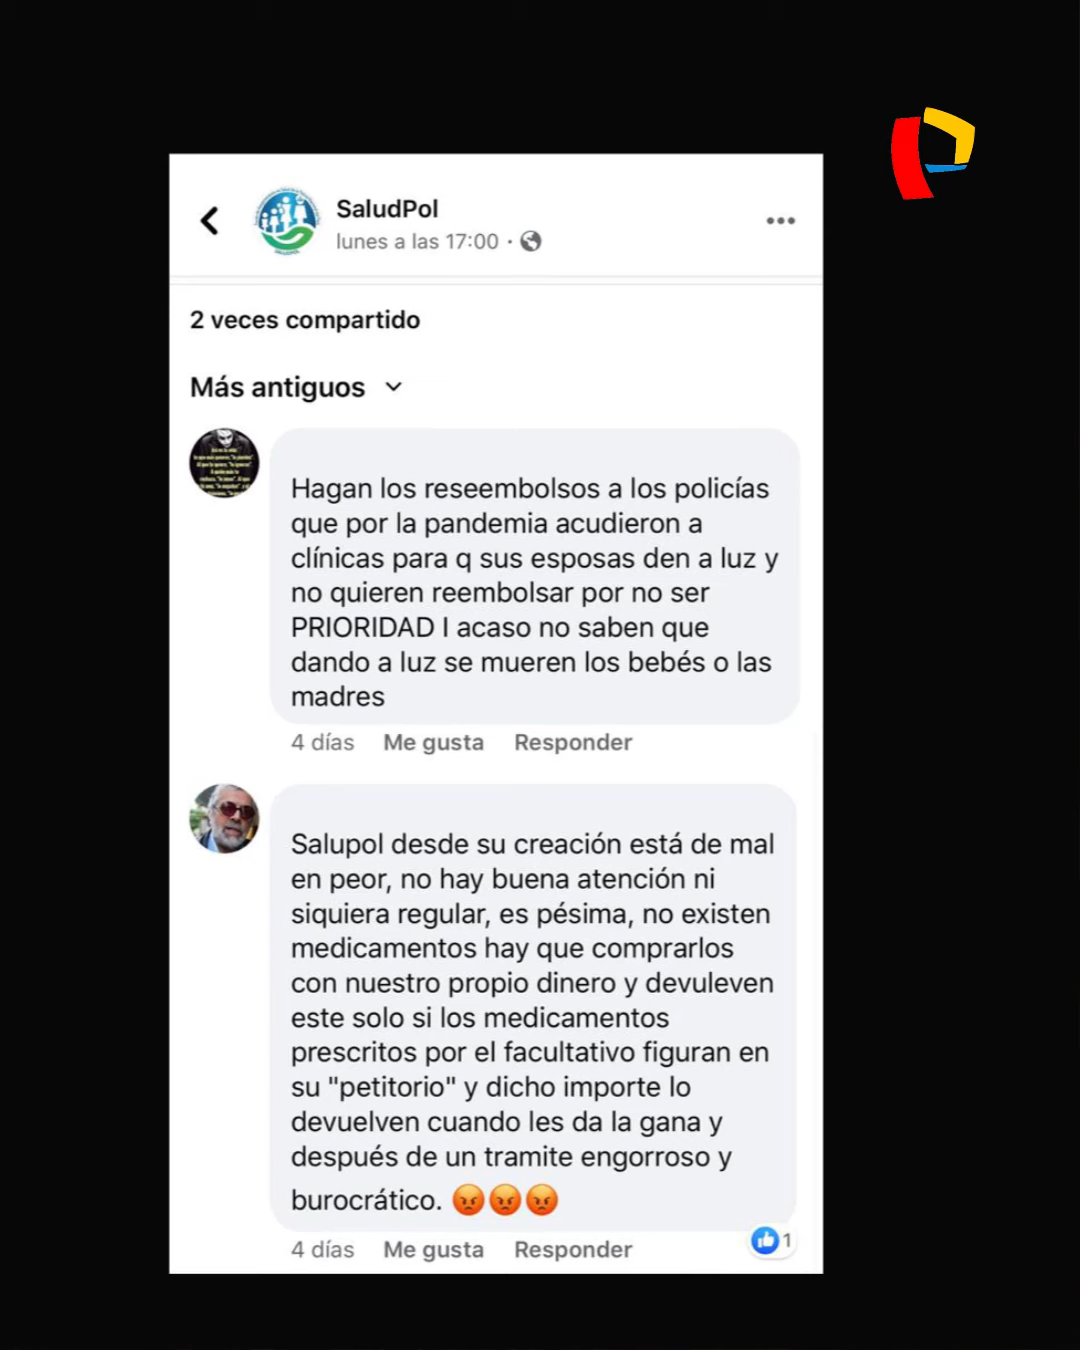 SaludPol
lunes a las 17:00 ·
2 veces compartido
Más antiguos
Hagan los reseembolsos a los policías
que por la pandemia acudieron a
clínicas para q sus esposas den a luz y
no quieren reembolsar por no ser
PRIORIDAD I acaso no saben que
dando a luz se mueren los bebés o las
madres
4 días Me gusta Responder
Salupol desde su creación está de mal
en peor, no hay buena atención ni
siquiera regular, es pésima, no existen
medicamentos hay que comprarlos
con nuestro propio dinero y devuleven
este solo si los medicamentos
prescritos por el facultativo figuran en
su "petitorio" y dicho importe lo
devuelven cuando les da la gana y
después de un tramite engorroso y
burocrático. 😡😡😡
4 días Me gusta Responder 1